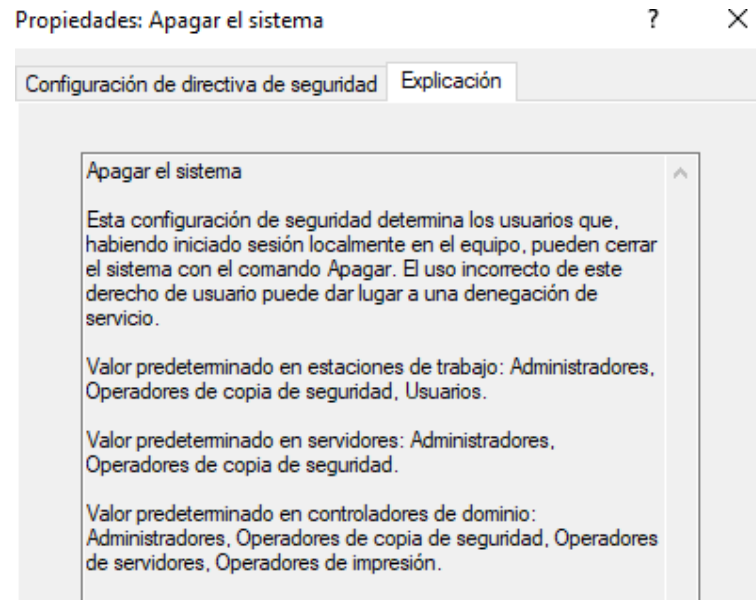 Propiedades: Apagar el sistema ? ×
Configuración de directiva de seguridad Explicación
Apagar el sistema
Esta configuración de seguridad determina los usuarios que,
habiendo iniciado sesión localmente en el equipo, pueden cerrar
el sistema con el comando Apagar. El uso incorrecto de este
derecho de usuario puede dar lugar a una denegación de
servicio.
Valor predeterminado en estaciones de trabajo: Administradores,
Operadores de copia de seguridad, Usuarios.
Valor predeterminado en servidores: Administradores,
Operadores de copia de seguridad.
Valor predeterminado en controladores de dominio:
Administradores, Operadores de copia de seguridad, Operadores
de servidores, Operadores de impresión.